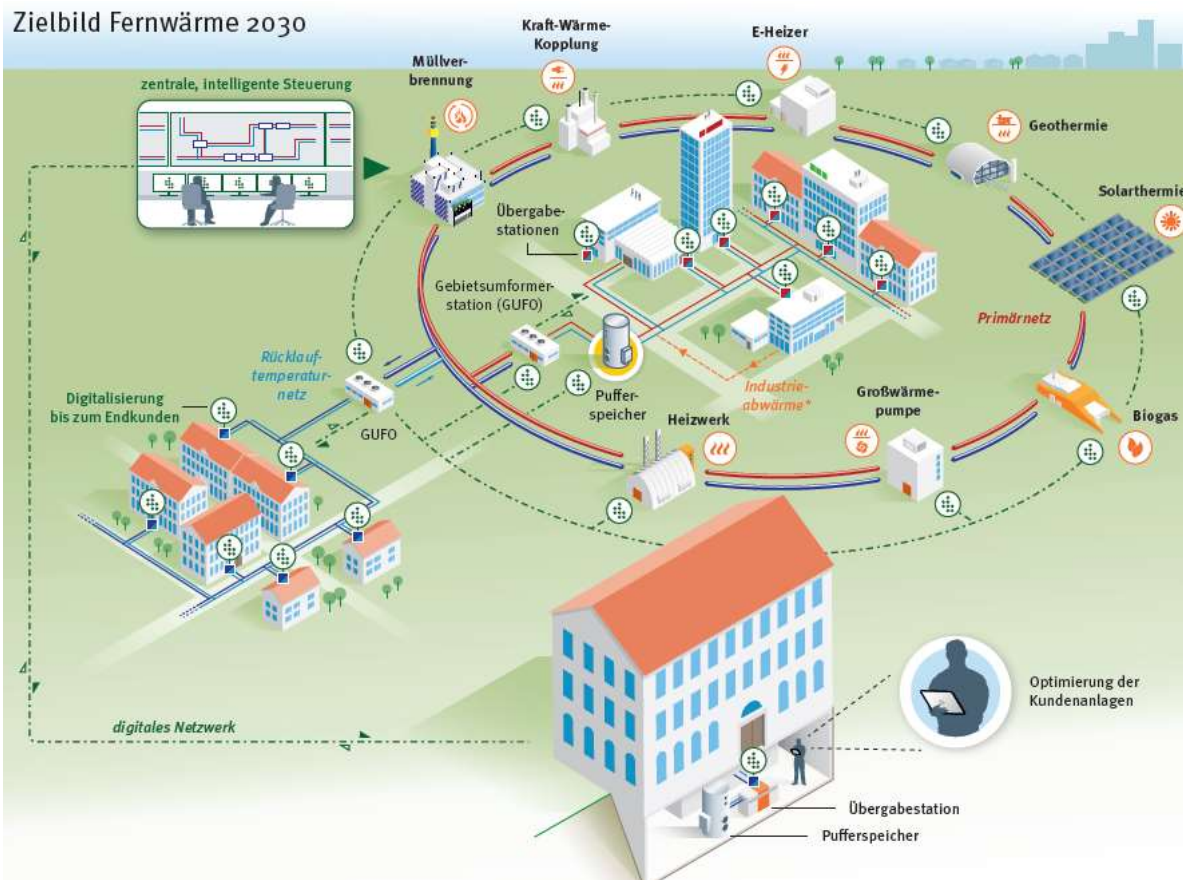 Zielbild Fernwärme 2030
zentrale, intelligente Steuerung
Müllver-
brennung
Kraft-Wärme-
Kopplung
E-Heizer
Geothermie
Solarthermie
Übergabe-
stationen
Gebietsumformer-
station (GUFO)
Primärnetz
Rücklauf-
temperatur-
netz
Digitalisierung
bis zum Endkunden
GUFO
Puffer-
speicher
Industrie-
abwärme*
Heizwerk
Großwärme-
pumpe
Biogas
Optimierung der
Kundenanlagen
digitales Netzwerk
Übergabestation
Pufferspeicher